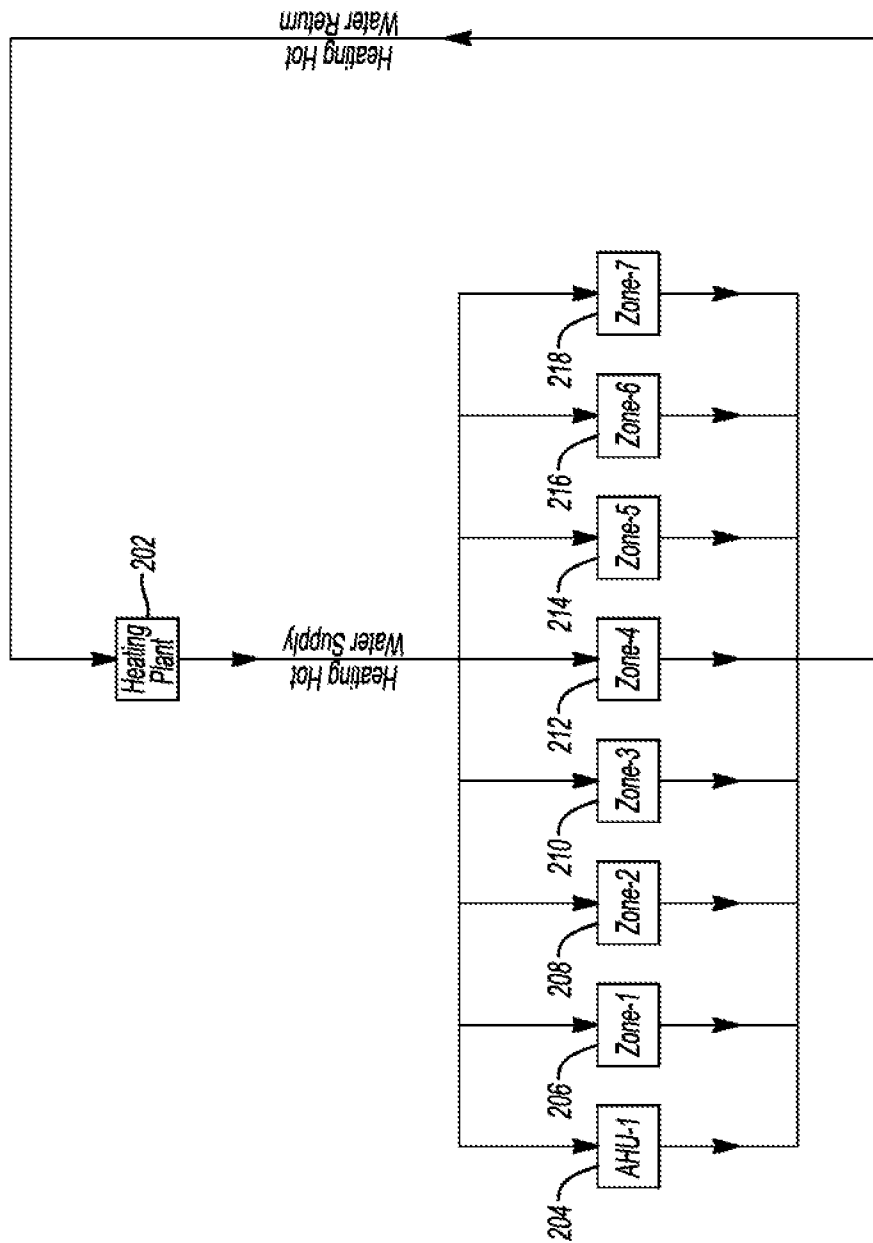 Heating Hot
Water Return
202
Heating
Plant
Heating Hot
Water Supply
204
206
208
210
212
214
216
218
AHU-1
Zone-1
Zone-2
Zone-3
Zone-4
Zone-5
Zone-6
Zone-7